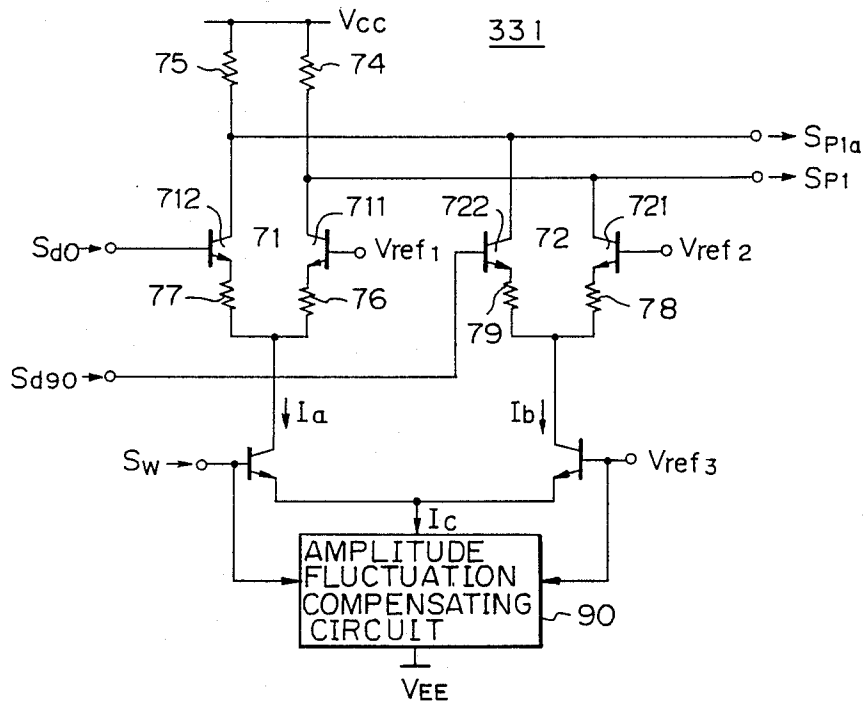 VCC
331
75
74
SP1a
SP1
712
71
711
722
72
721
Sd0
Vref1
Vref2
77
76
79
78
Sd90
Ia
Ib
SW
Vref3
Ic
AMPLITUDE
FLUCTUATION
COMPENSATING
CIRCUIT
90
VEE